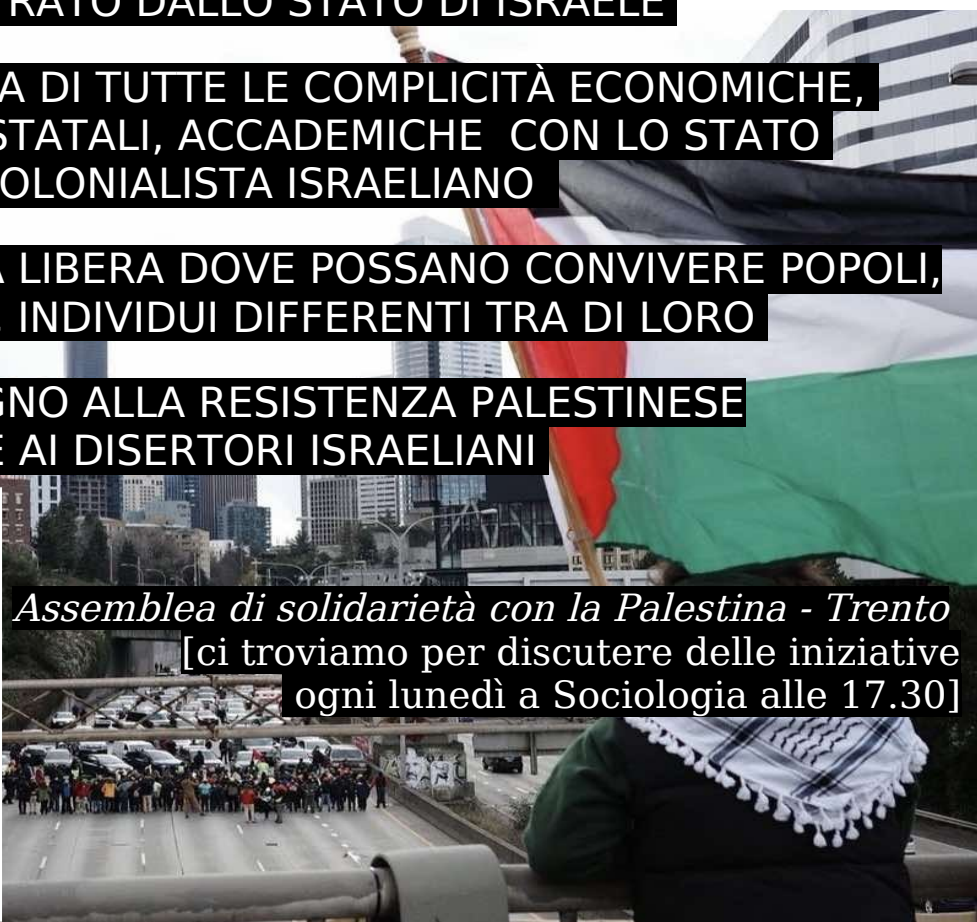 DALLO STATO DI ISRAELE
DI TUTTE LE COMPLICITÀ ECONOMICHE,
STATALI, ACCADEMICHE CON LO STATO
OLONIALISTA ISRAELIANO
LIBERA DOVE POSSANO CONVIVERE POPOLI,
INDIVIDUI DIFFERENTI TRA DI LORO
GNO ALLA RESISTENZA PALESTINESE
E AI DISERTORI ISRAELIANI
Assemblea di solidarietà con la Palestina - Trento
[ci troviamo per discutere delle iniziative
ogni lunedì a Sociologia alle 17.30]